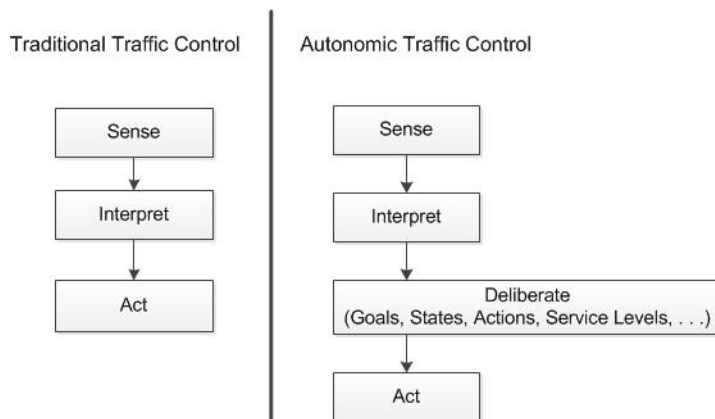 Traditional Traffic Control
Sense
Interpret
Act
Autonomic Traffic Control
Sense
Interpret
Deliberate
(Goals, States, Actions, Service Levels, . . .)
Act